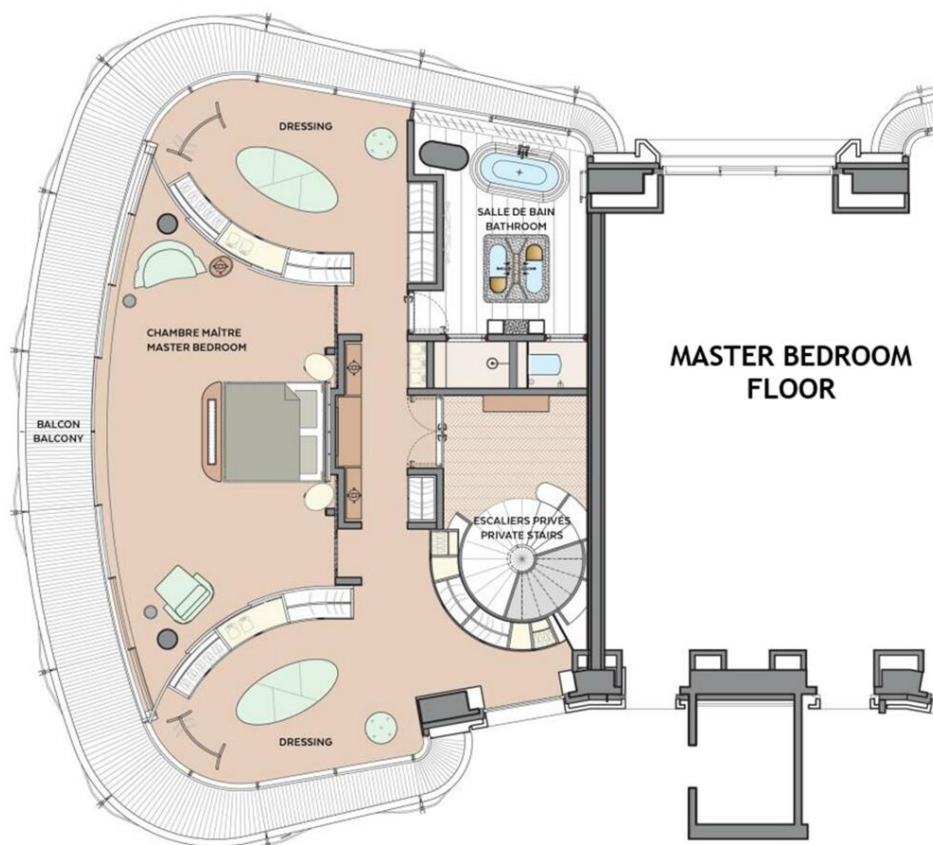 DRESSING
SALLE DE BAIN
BATHROOM
CHAMBRE MAÎTRE
MASTER BEDROOM
MASTER BEDROOM
FLOOR
BALCON
BALCONY
ESCALIERS PRIVÉS
PRIVATE STAIRS
DRESSING